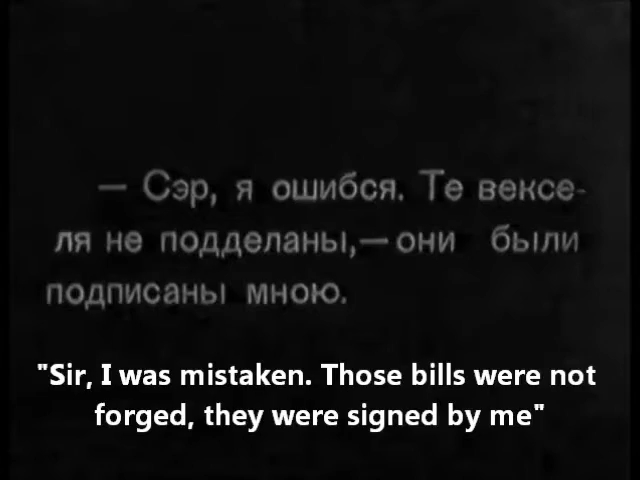 — Сэр, я ошибся. Те вексе-
ля не подделаны,—они были
подписаны мною.
"Sir, I was mistaken. Those bills were not
forged, they were signed by me"